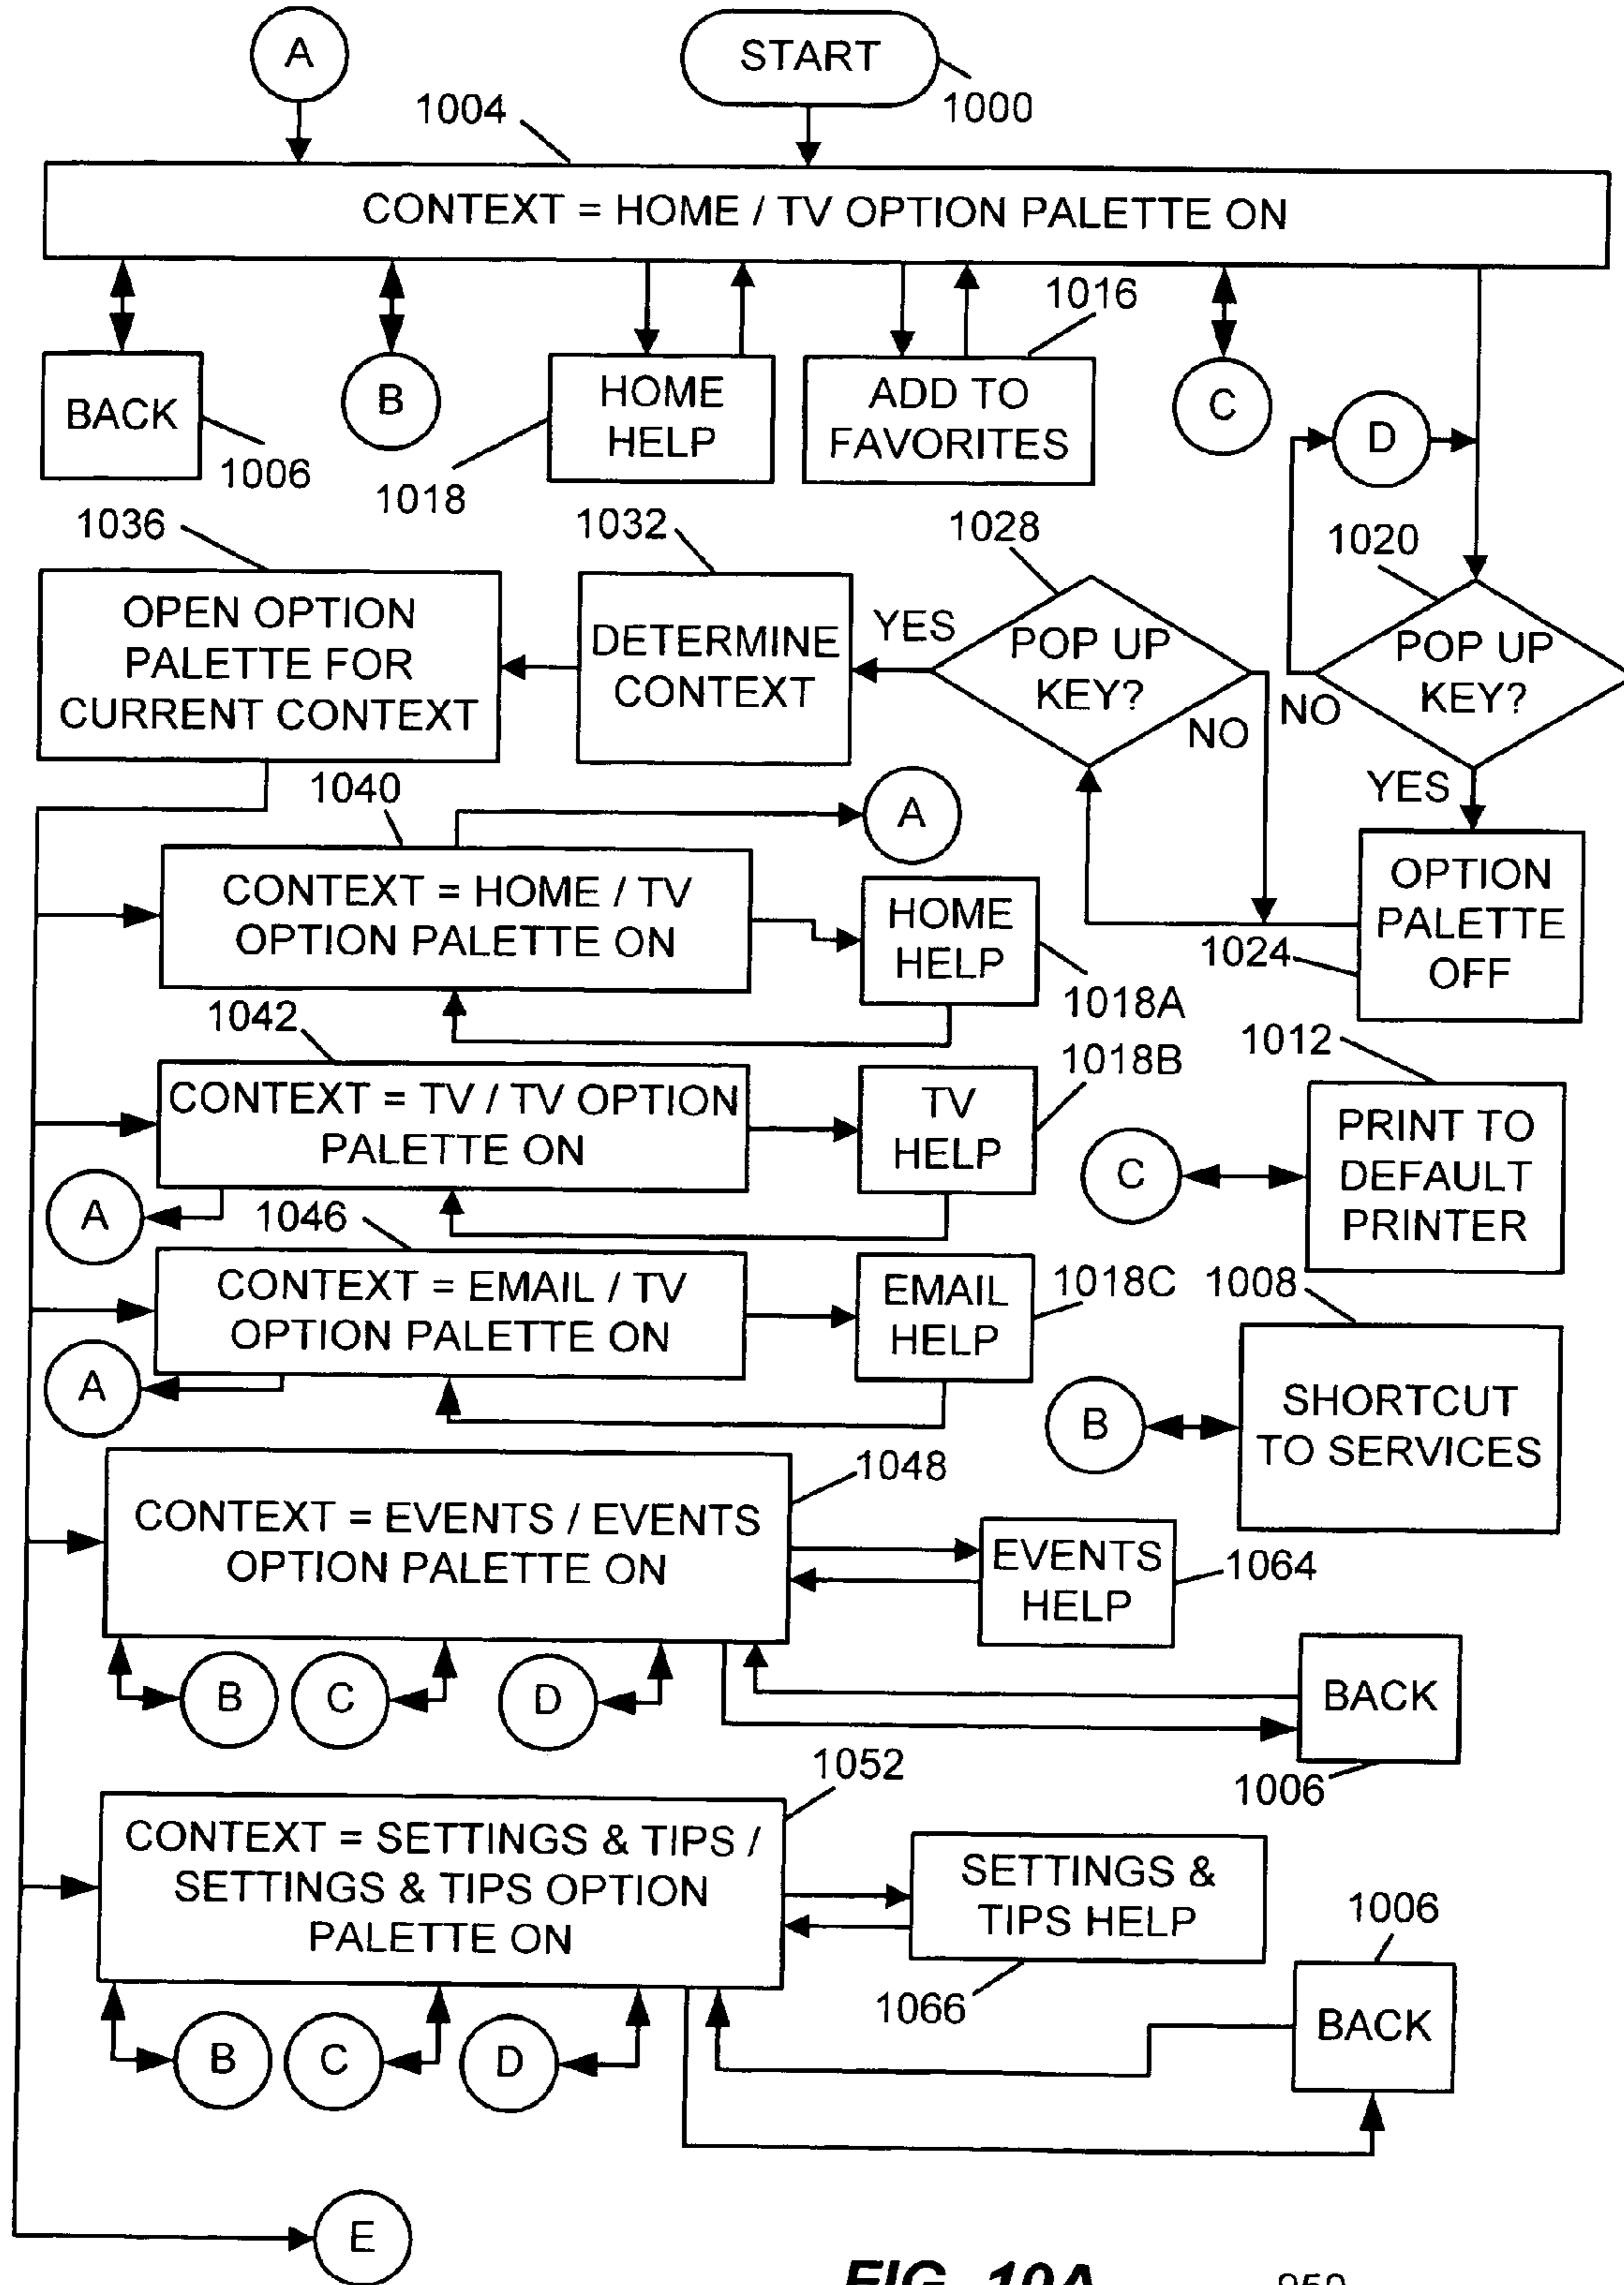 A
START
1000
1004
CONTEXT = HOME / TV OPTION PALETTE ON
BACK
1006
B
HOME
HELP
1018
1016
ADD TO
FAVORITES
C
D
1036
OPEN OPTION
PALETTE FOR
CURRENT CONTEXT
1032
DETERMINE
CONTEXT
YES
1028
POP UP
KEY?
NO
1020
POP UP
KEY?
NO
YES
OPTION
PALETTE
OFF
1024
1040
A
CONTEXT = HOME / TV
OPTION PALETTE ON
HOME
HELP
1018A
1042
CONTEXT = TV / TV OPTION
PALETTE ON
TV
HELP
1018B
A
1012
C
PRINT TO
DEFAULT
PRINTER
1046
CONTEXT = EMAIL / TV
OPTION PALETTE ON
EMAIL
HELP
1018C
A
1008
B
SHORTCUT
TO SERVICES
1048
CONTEXT = EVENTS / EVENTS
OPTION PALETTE ON
EVENTS
HELP
1064
B
C
D
BACK
1006
1052
CONTEXT = SETTINGS & TIPS /
SETTINGS & TIPS OPTION
PALETTE ON
SETTINGS &
TIPS HELP
1066
1006
BACK
B
C
D
E
FIG. 10A
950